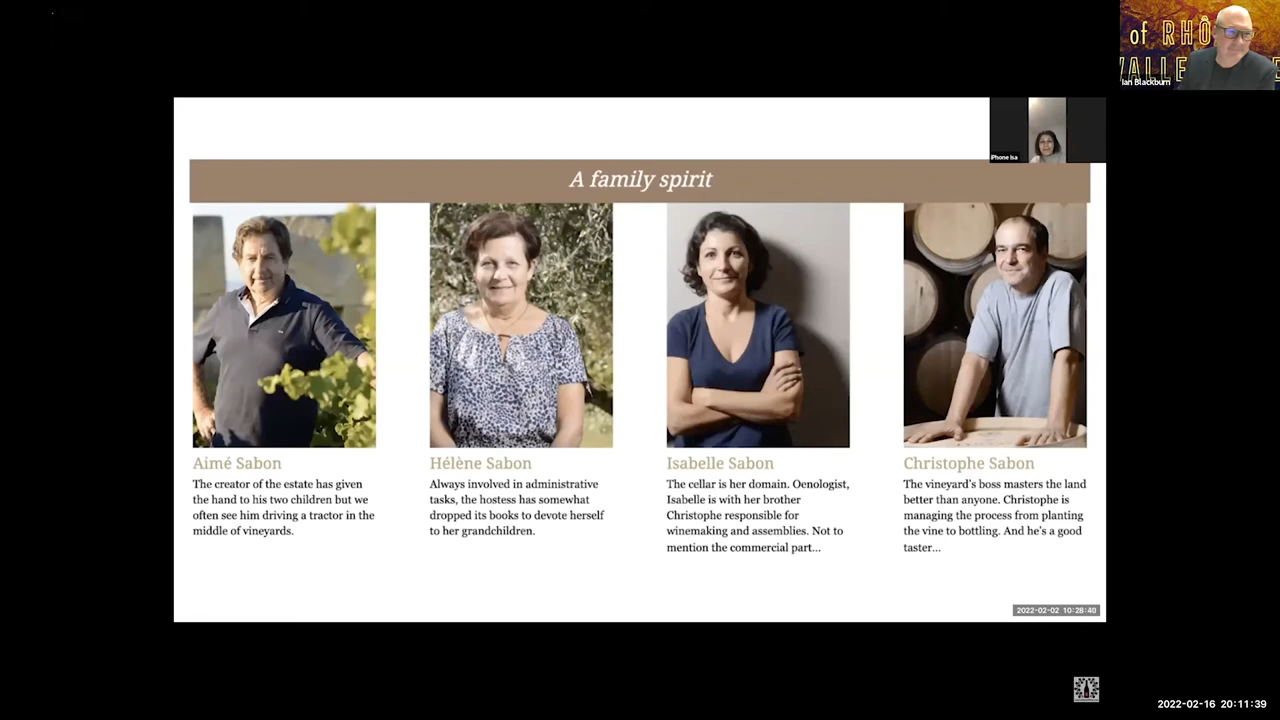 of RHÔ
VALLE
Ian Blackburn
iPhone Isa
A family spirit
Aimé Sabon
The creator of the estate has given
the hand to his two children but we
often see him driving a tractor in the
middle of vineyards.
Hélène Sabon
Always involved in administrative
tasks, the hostess has somewhat
dropped its books to devote herself
to her grandchildren.
Isabelle Sabon
The cellar is her domain. Oenologist,
Isabelle is with her brother
Christophe responsible for
winemaking and assemblies. Not to
mention the commercial part...
Christophe Sabon
The vineyard's boss masters the land
better than anyone. Christophe is
managing the process from planting
the vine to bottling. And he's a good
taster...
2022-02-02 10:28:40
2022-02-16 20:11:39